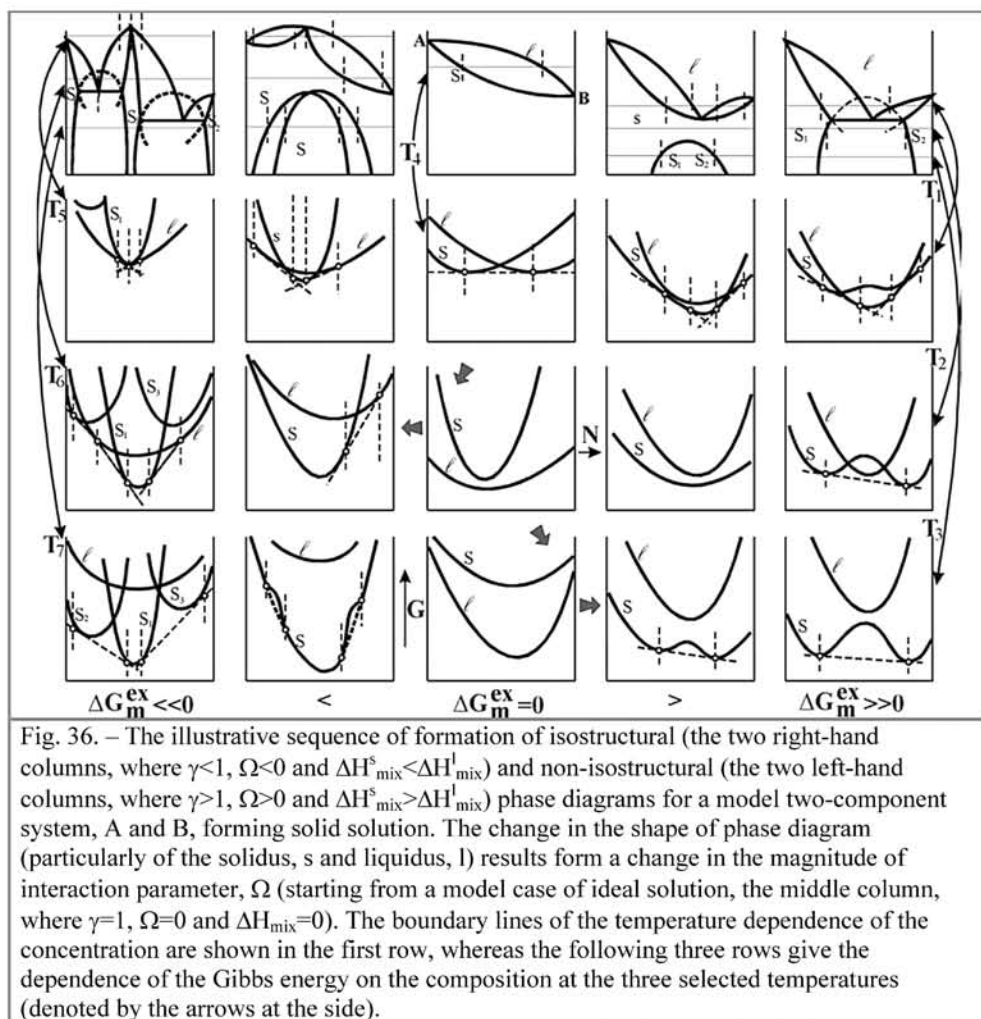 S S S₂ S S A S ℓ B s ℓ S₁ S₂ ℓ S₁ S₂
T₄ T₁
T₅ S₁ ℓ s ℓ ℓ S S ℓ S ℓ
T₂
T₆ S₃ S₁ ℓ ℓ S S ℓ N ℓ S ℓ S
T₃
T₇ ℓ S₂ S₁ S₃ ℓ S G S ℓ ℓ S ℓ S
ΔG^ex_m <<0 < ΔG^ex_m =0 > ΔG^ex_m >>0
Fig. 36. – The illustrative sequence of formation of isostructural (the two right-hand
columns, where γ<1, Ω<0 and ΔH^s_mix<ΔH^l_mix) and non-isostructural (the two left-hand
columns, where γ>1, Ω>0 and ΔH^s_mix>ΔH^l_mix) phase diagrams for a model two-component
system, A and B, forming solid solution. The change in the shape of phase diagram
(particularly of the solidus, s and liquidus, l) results form a change in the magnitude of
interaction parameter, Ω (starting from a model case of ideal solution, the middle column,
where γ=1, Ω=0 and ΔH_mix=0). The boundary lines of the temperature dependence of the
concentration are shown in the first row, whereas the following three rows give the
dependence of the Gibbs energy on the composition at the three selected temperatures
(denoted by the arrows at the side).